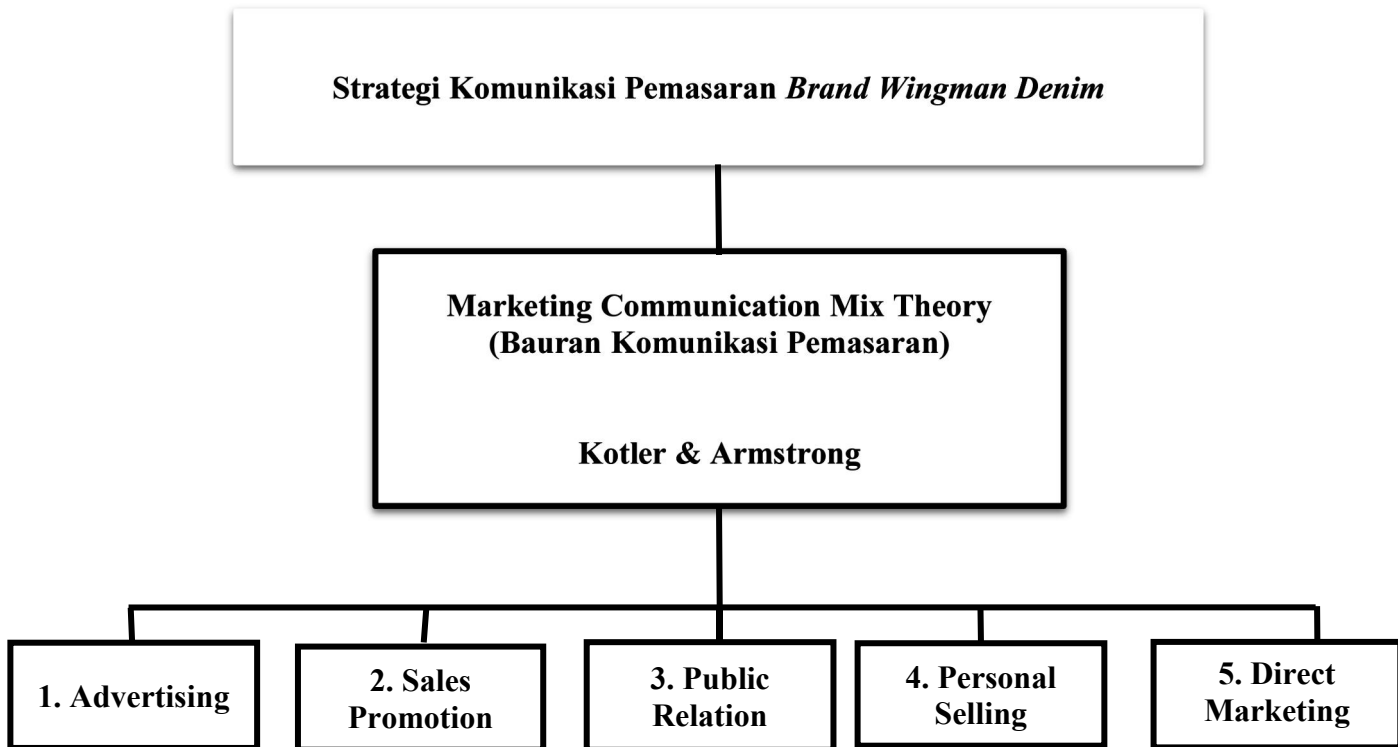 Strategi Komunikasi Pemasaran Brand Wingman Denim
Marketing Communication Mix Theory
(Bauran Komunikasi Pemasaran)
Kotler & Armstrong
1. Advertising
2. Sales
Promotion
3. Public
Relation
4. Personal
Selling
5. Direct
Marketing